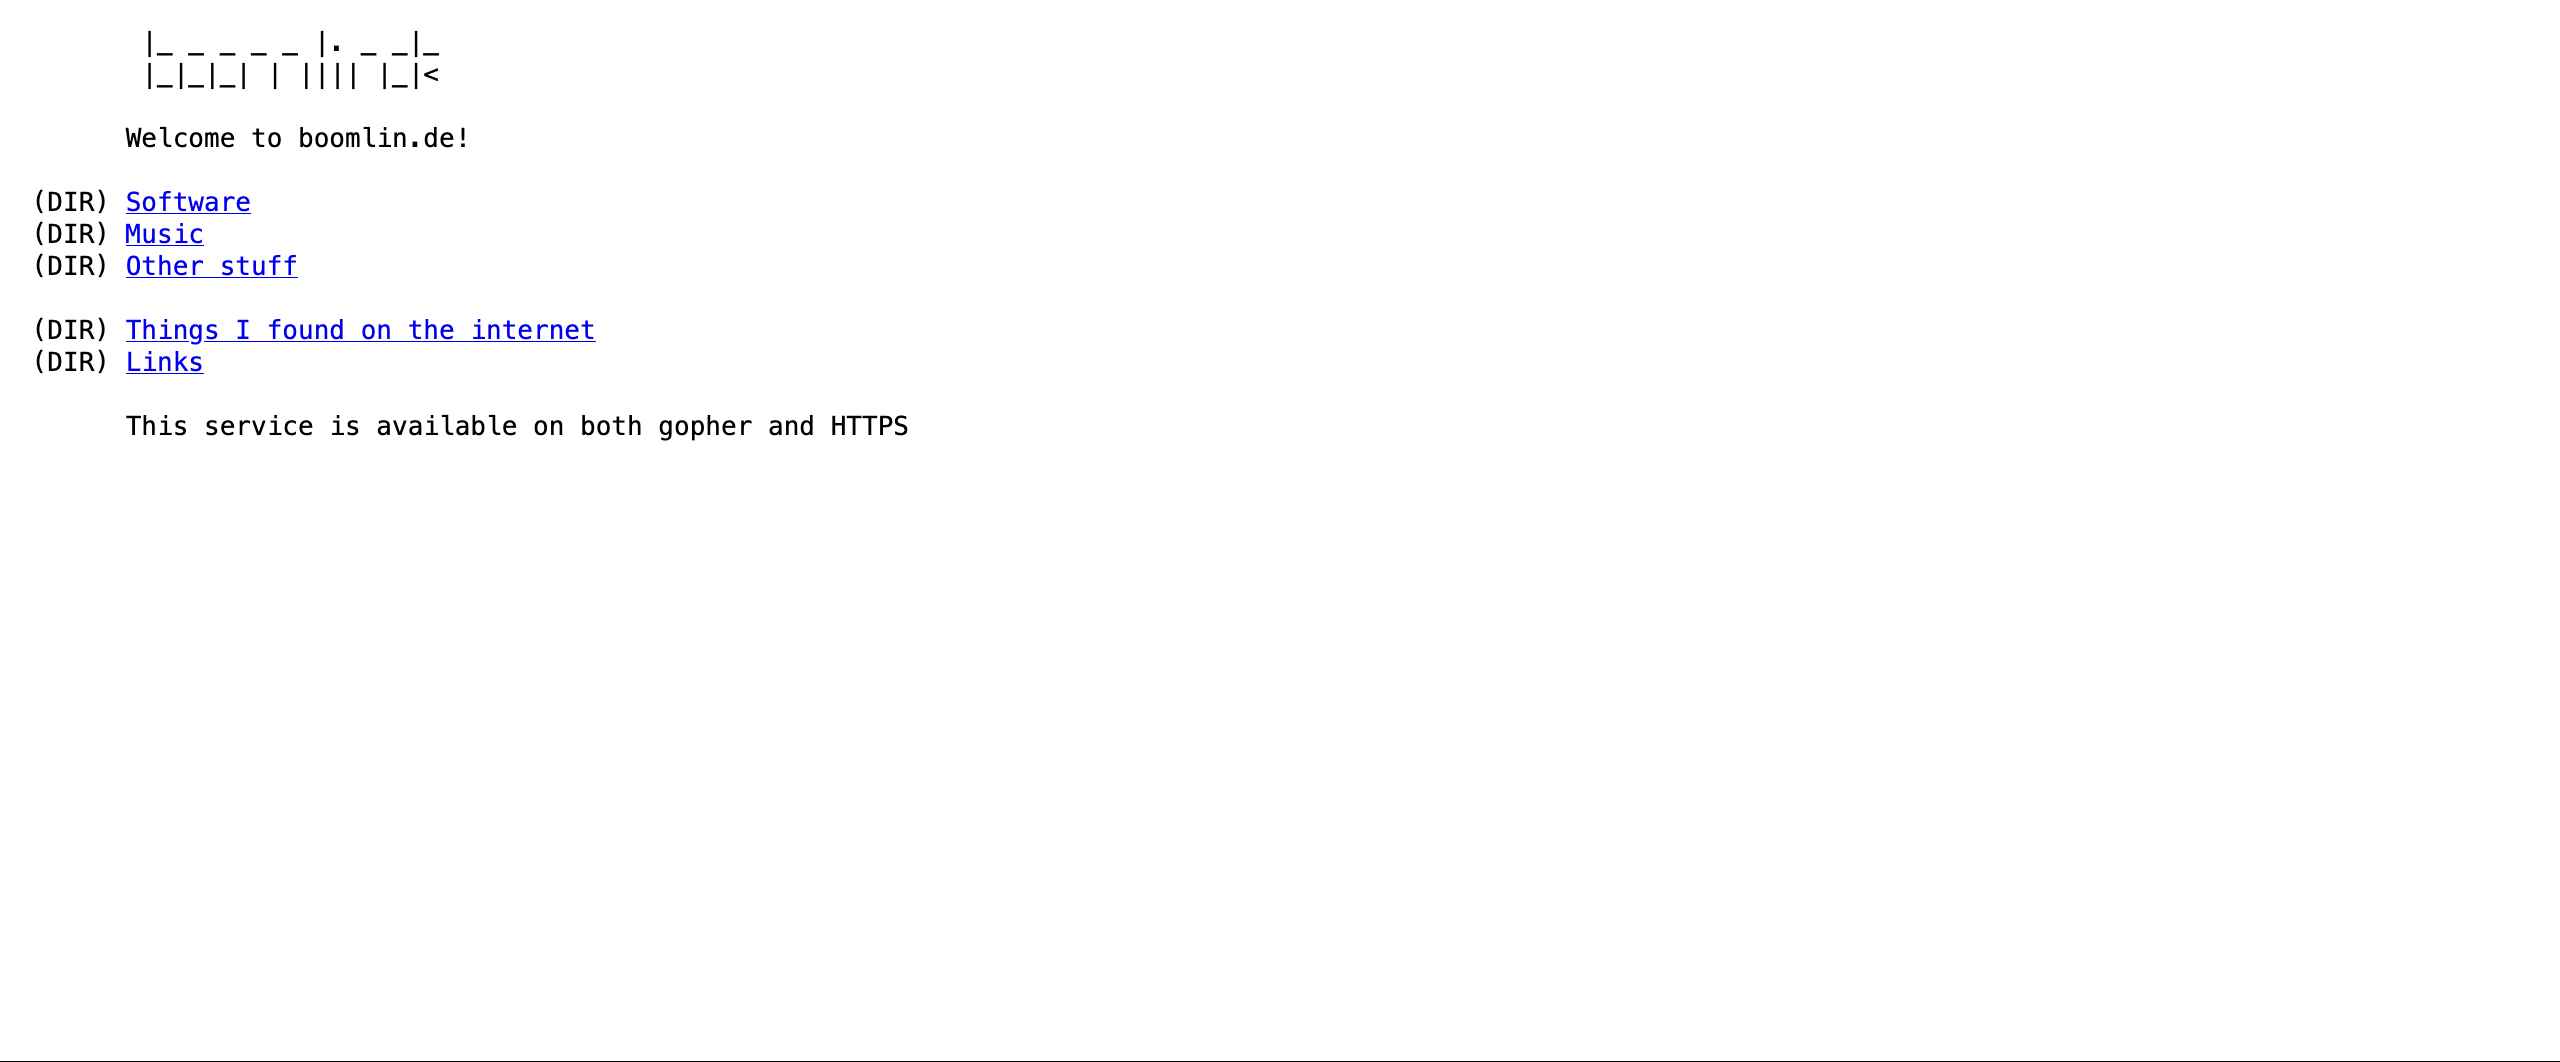 |_ _ _ _ _ |. _ _|_
|_|_|_| | |||| |_|<
Welcome to boomlin.de!
(DIR) Software
(DIR) Music
(DIR) Other stuff
(DIR) Things I found on the internet
(DIR) Links
This service is available on both gopher and HTTPS